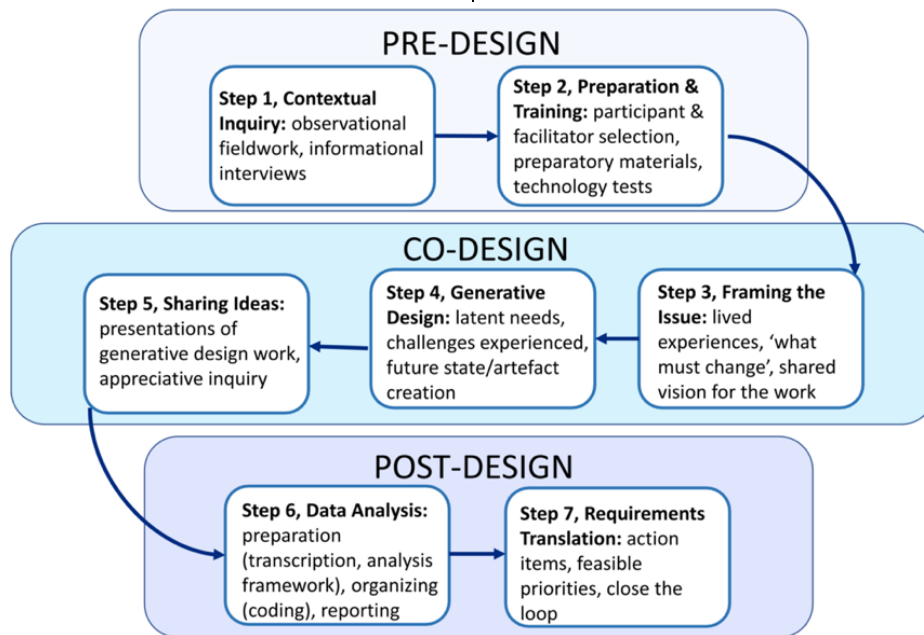 PRE-DESIGN
Step 1, Contextual
Inquiry: observational
fieldwork, informational
interviews
Step 2, Preparation &
Training: participant &
facilitator selection,
preparatory materials,
technology tests
CO-DESIGN
Step 3, Framing the
Issue: lived
experiences, ‘what
must change’, shared
vision for the work
Step 4, Generative
Design: latent needs,
challenges experienced,
future state/artefact
creation
Step 5, Sharing Ideas:
presentations of
generative design work,
appreciative inquiry
POST-DESIGN
Step 6, Data Analysis:
preparation
(transcription, analysis
framework), organizing
(coding), reporting
Step 7, Requirements
Translation: action
items, feasible
priorities, close the
loop